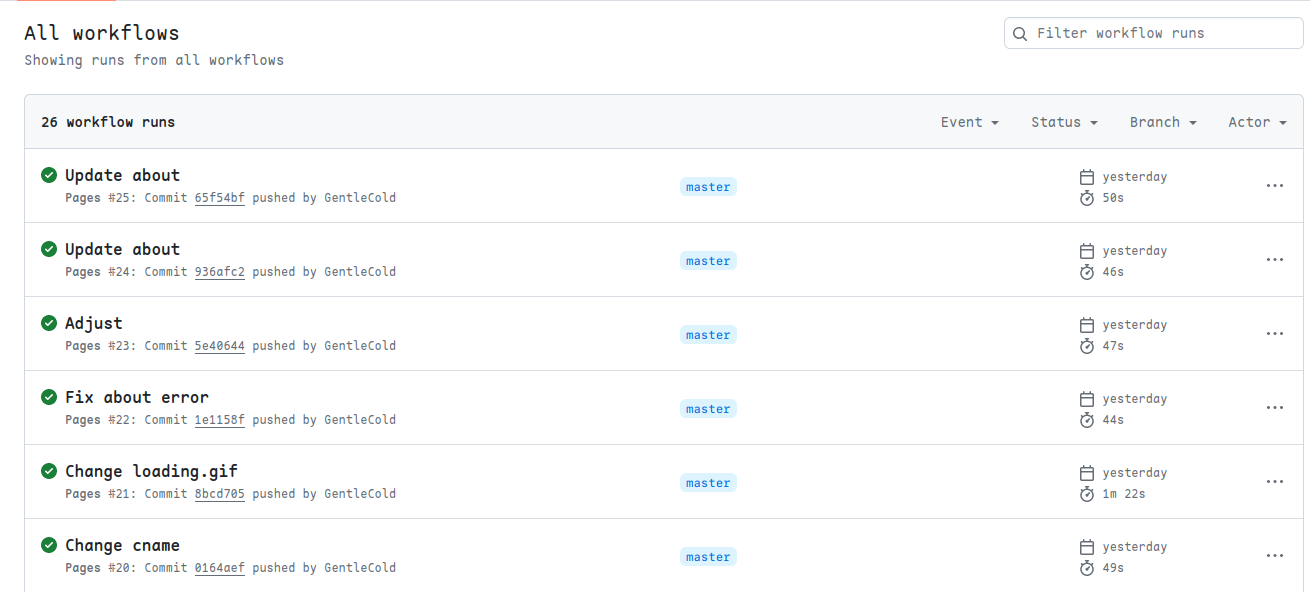 All workflows
Filter workflow runs
Showing runs from all workflows
26 workflow runs Event Status Branch Actor
Update about
Pages #25: Commit 65f54bf pushed by GentleCold
master
yesterday
50s
Update about
Pages #24: Commit 936afc2 pushed by GentleCold
master
yesterday
46s
Adjust
Pages #23: Commit 5e40644 pushed by GentleCold
master
yesterday
47s
Fix about error
Pages #22: Commit 1e1158f pushed by GentleCold
master
yesterday
44s
Change loading.gif
Pages #21: Commit 8bcd705 pushed by GentleCold
master
yesterday
1m 22s
Change cname
Pages #20: Commit 0164aef pushed by GentleCold
master
yesterday
49s